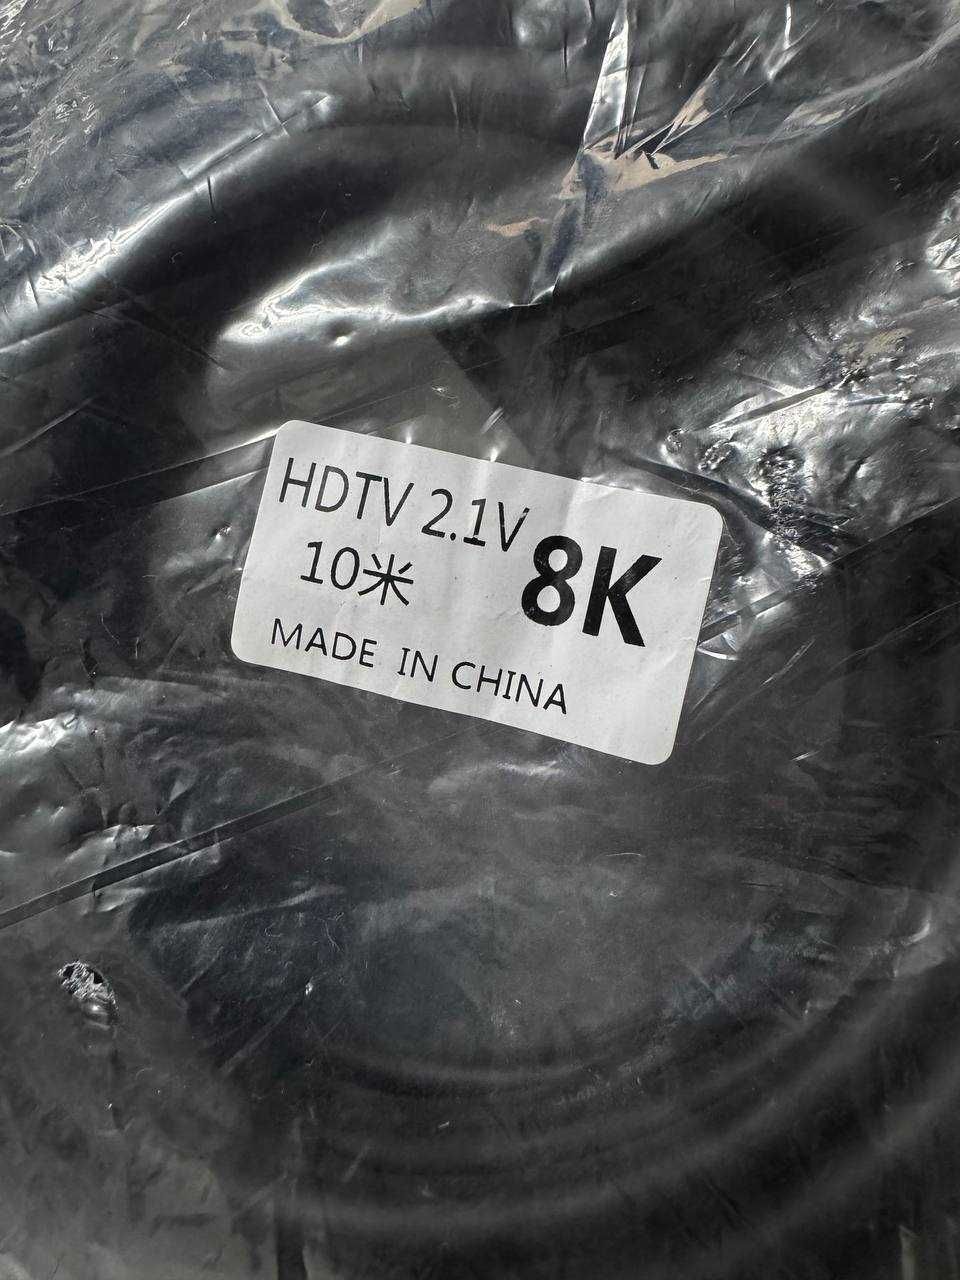 HDTV 2.1V
8K
10米
MADE IN CHINA